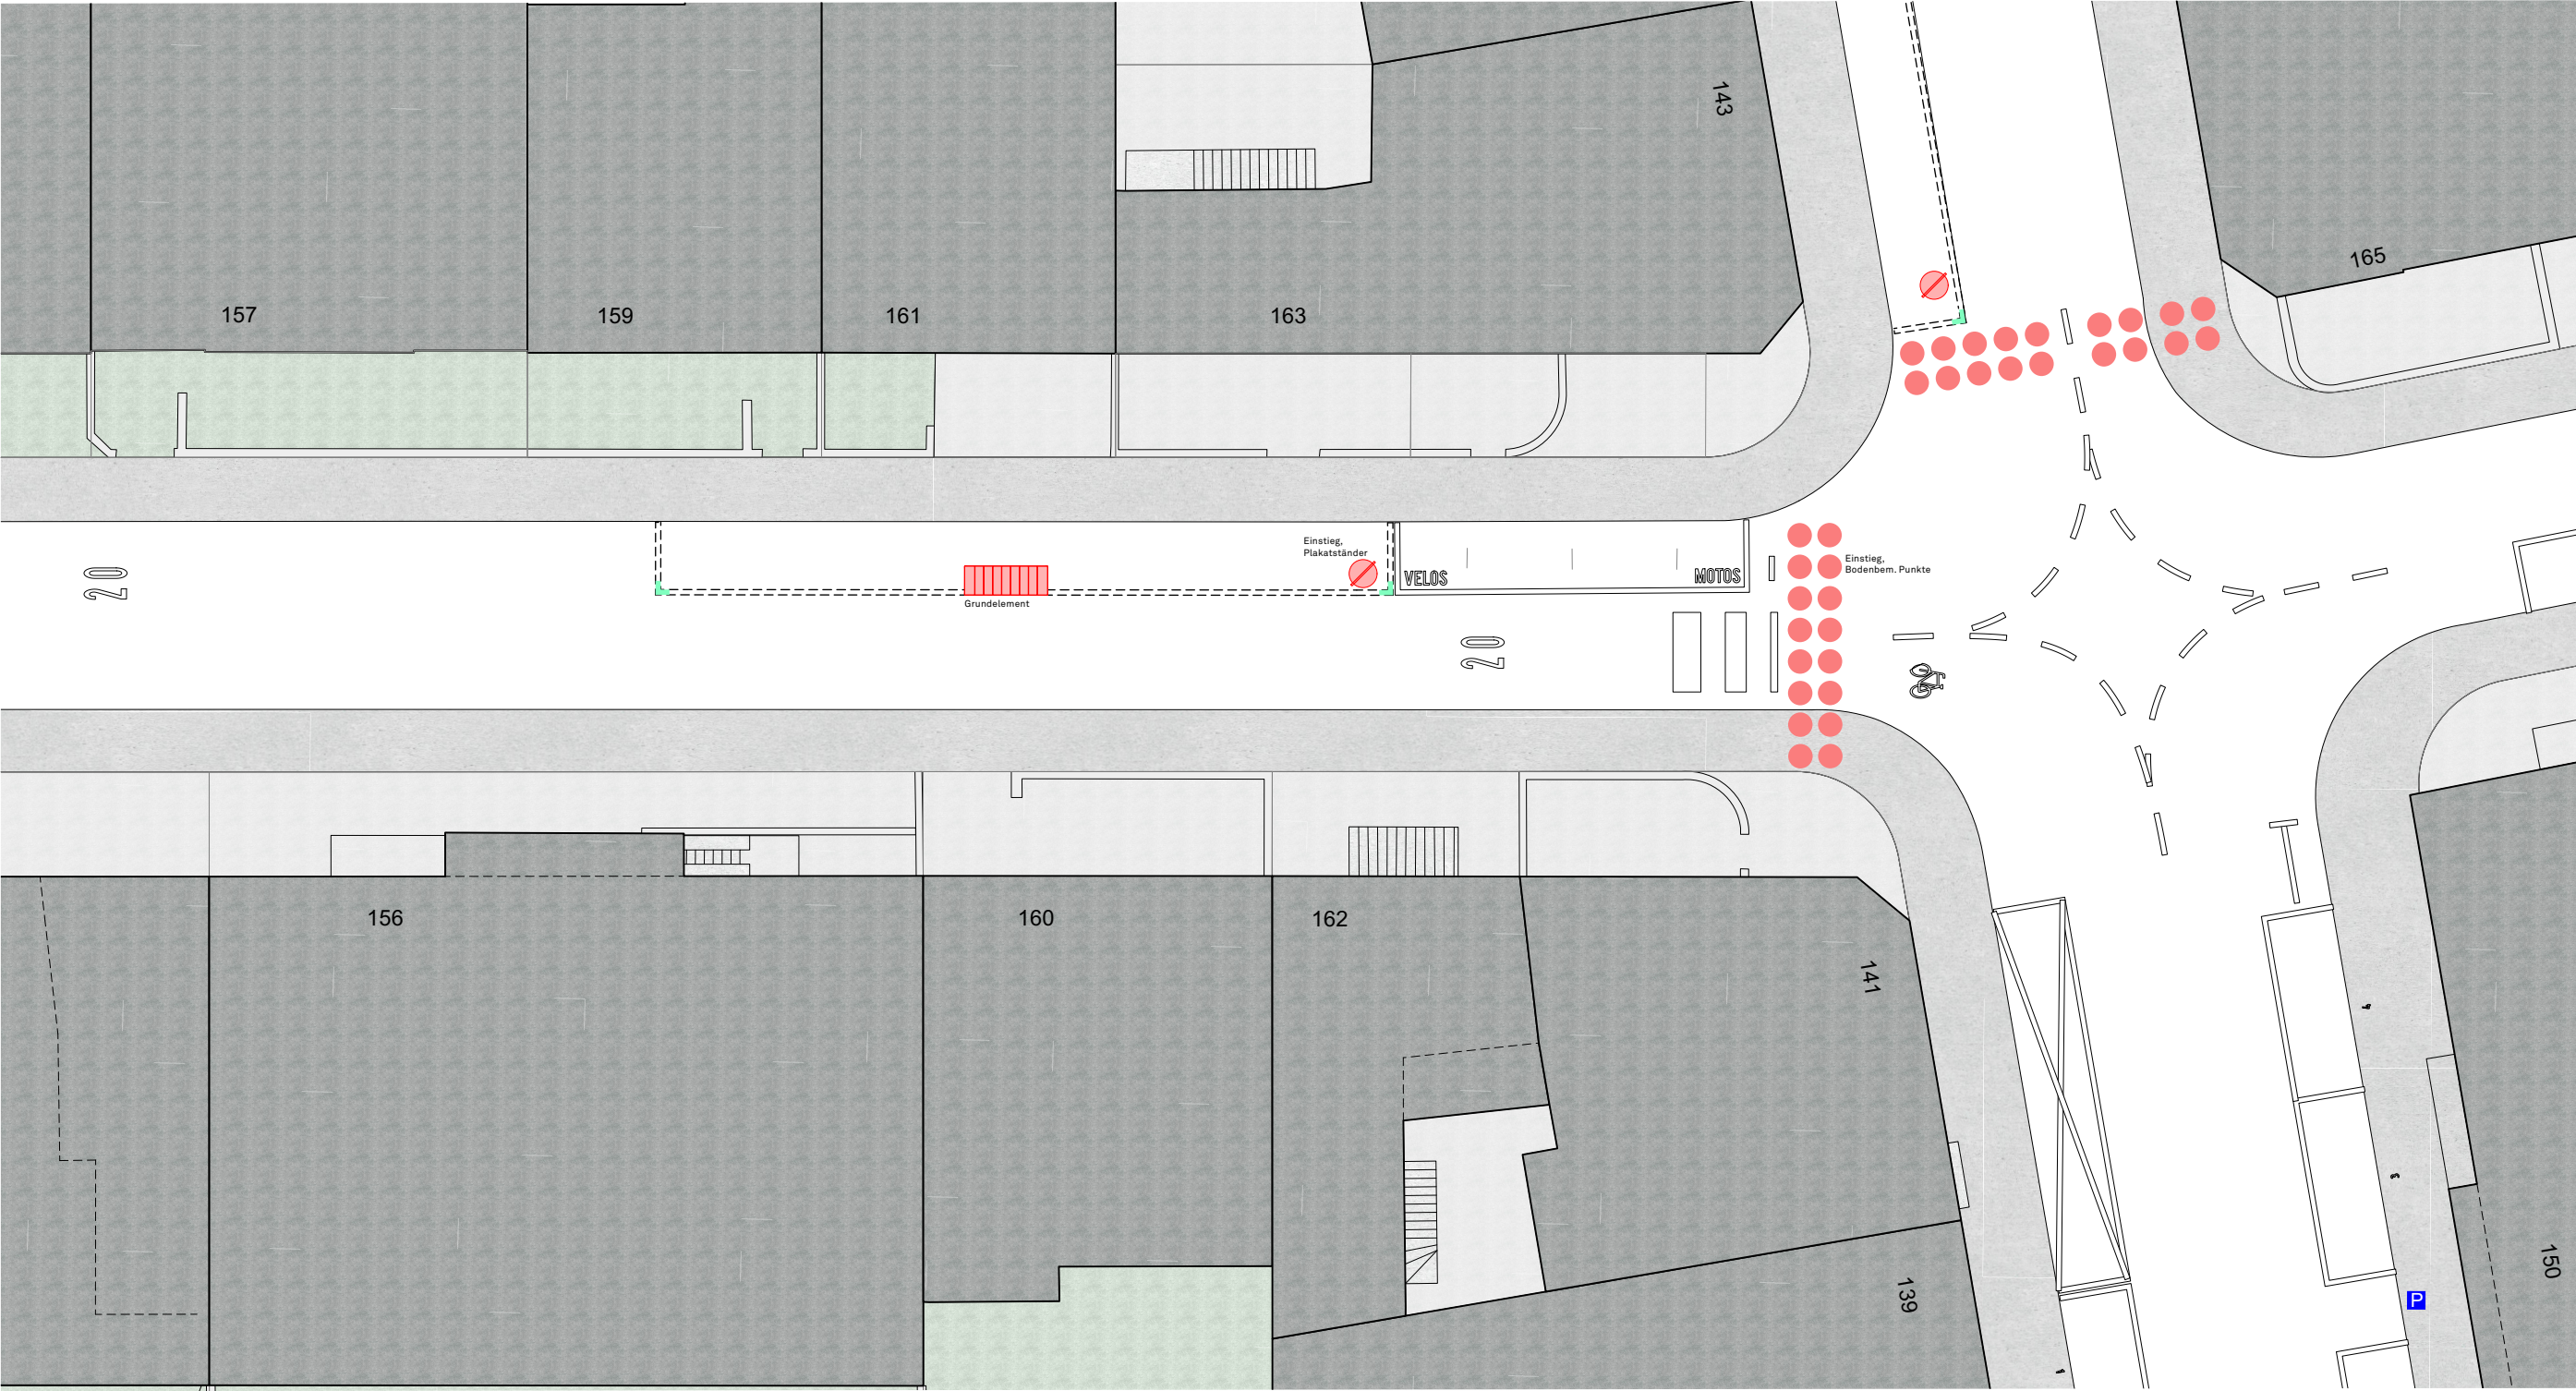 143
165
157
159
161
163
Einstieg,
Plakatständer
VELOS
MOTOS
Einstieg,
Bodenbem. Punkte
20
Grundelement
20
156
160
162
141
139
150
P